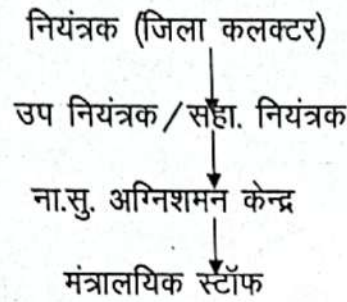 नियंत्रक (जिला कलक्टर)
उप नियंत्रक/सहा. नियंत्रक
ना.सु. अग्निशमन केन्द्र
मंत्रालयिक स्टॉफ